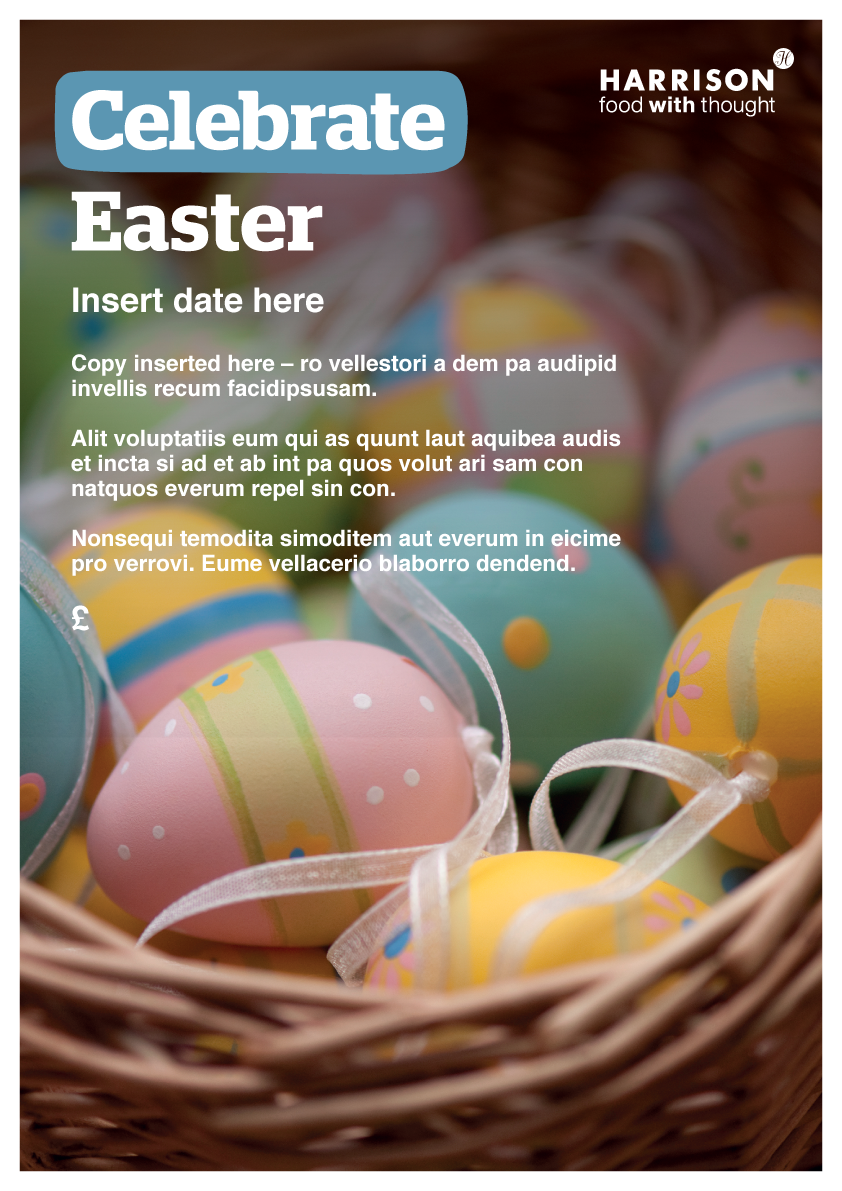 Celebrate
HARRISON
food with thought
Easter
Insert date here
Copy inserted here – ro vellestori a dem pa audipid
invellis recum facidipsusam.
Alit voluptatiis eum qui as quunt laut aquibea audis
et incta si ad et ab int pa quos volut ari sam con
natquos everum repel sin con.
Nonsequi temodita simoditem aut everum in eicime
pro verrovi. Eume vellacerio blaborro dendend.
£